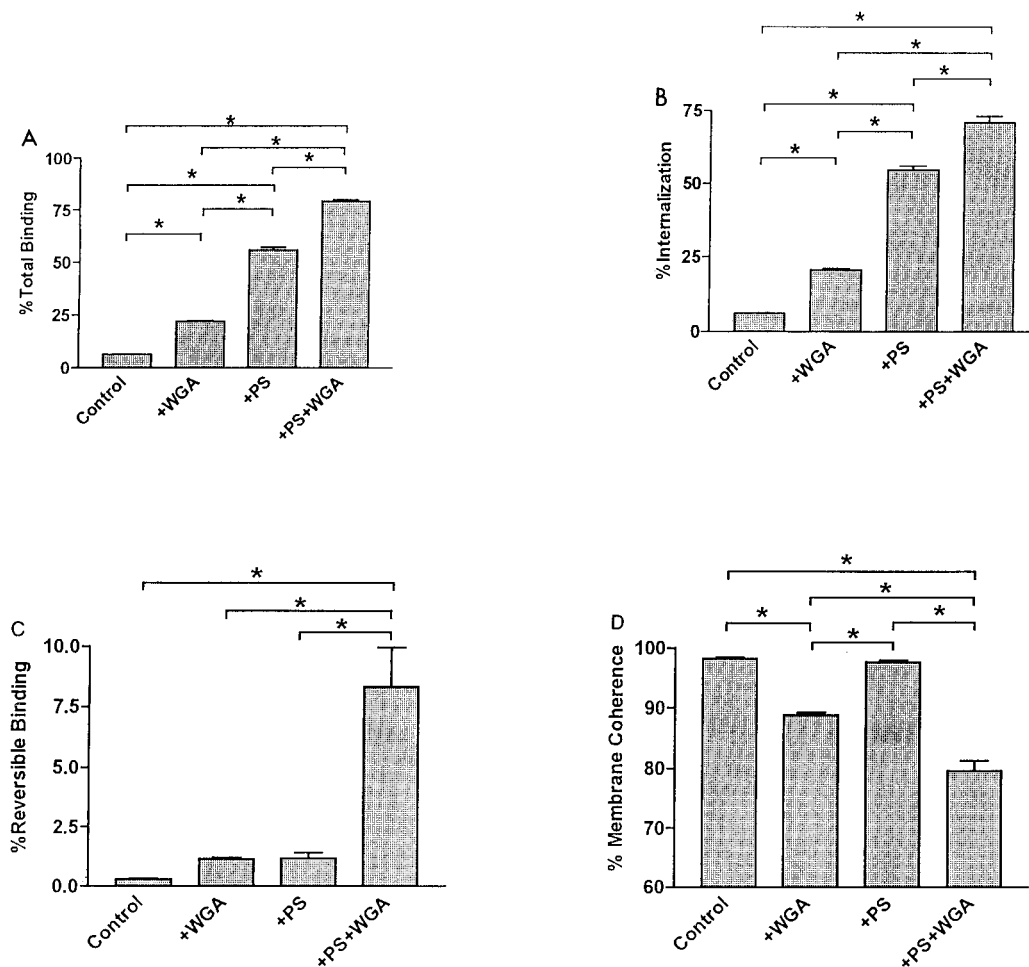 A
%Total Binding
100
75
50
25
0
* * * * * *
Control
+WGA
+PS
+PS+WGA
B
%Internalization
75
50
25
0
* * * * * *
Control
+WGA
+PS
+PS+WGA
C
%Reversible Binding
10.0
7.5
5.0
2.5
0.0
* * *
Control
+WGA
+PS
+PS+WGA
D
% Membrane Coherence
100
90
80
70
60
* * * * *
Control
+WGA
+PS
+PS+WGA